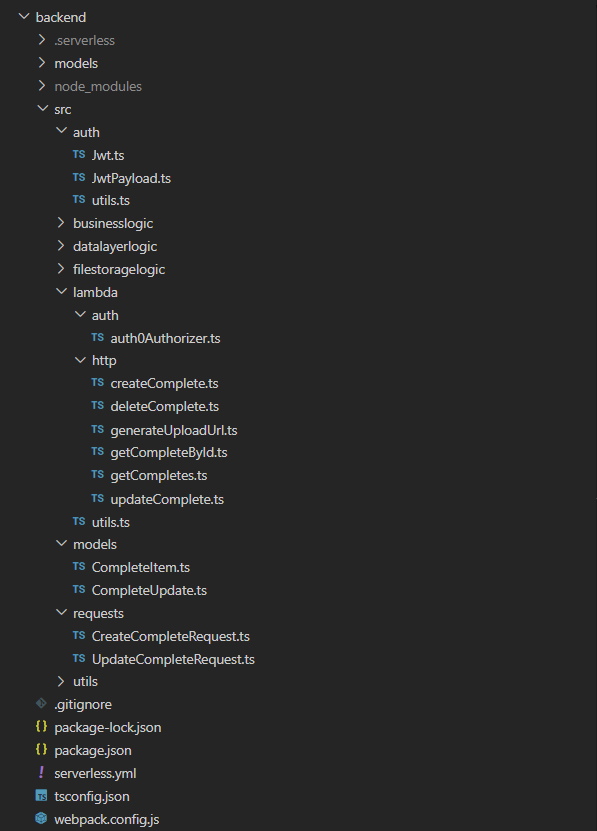 backend
.serverless
models
node_modules
src
auth
TS Jwt.ts
TS JwtPayload.ts
TS utils.ts
businesslogic
datalayerlogic
filestoragelogic
lambda
auth
TS auth0Authorizer.ts
http
TS createComplete.ts
TS deleteComplete.ts
TS generateUploadUrl.ts
TS getCompleteById.ts
TS getCompletes.ts
TS updateComplete.ts
TS utils.ts
models
TS CompleteItem.ts
TS CompleteUpdate.ts
requests
TS CreateCompleteRequest.ts
TS UpdateCompleteRequest.ts
utils
.gitignore
{} package-lock.json
{} package.json
! serverless.yml
TS tsconfig.json
webpack.config.js